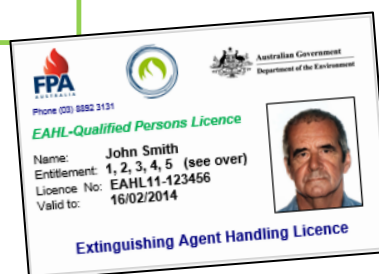 FPA
AUSTRALIA
Australian Government
Department of the Environment
Phone (03) 8892 3131
EAHL-Qualified Persons Licence
Name: John Smith
Entitlement: 1, 2, 3, 4, 5 (see over)
Licence No: EAHL11-123456
Valid to: 16/02/2014
Extinguishing Agent Handling Licence